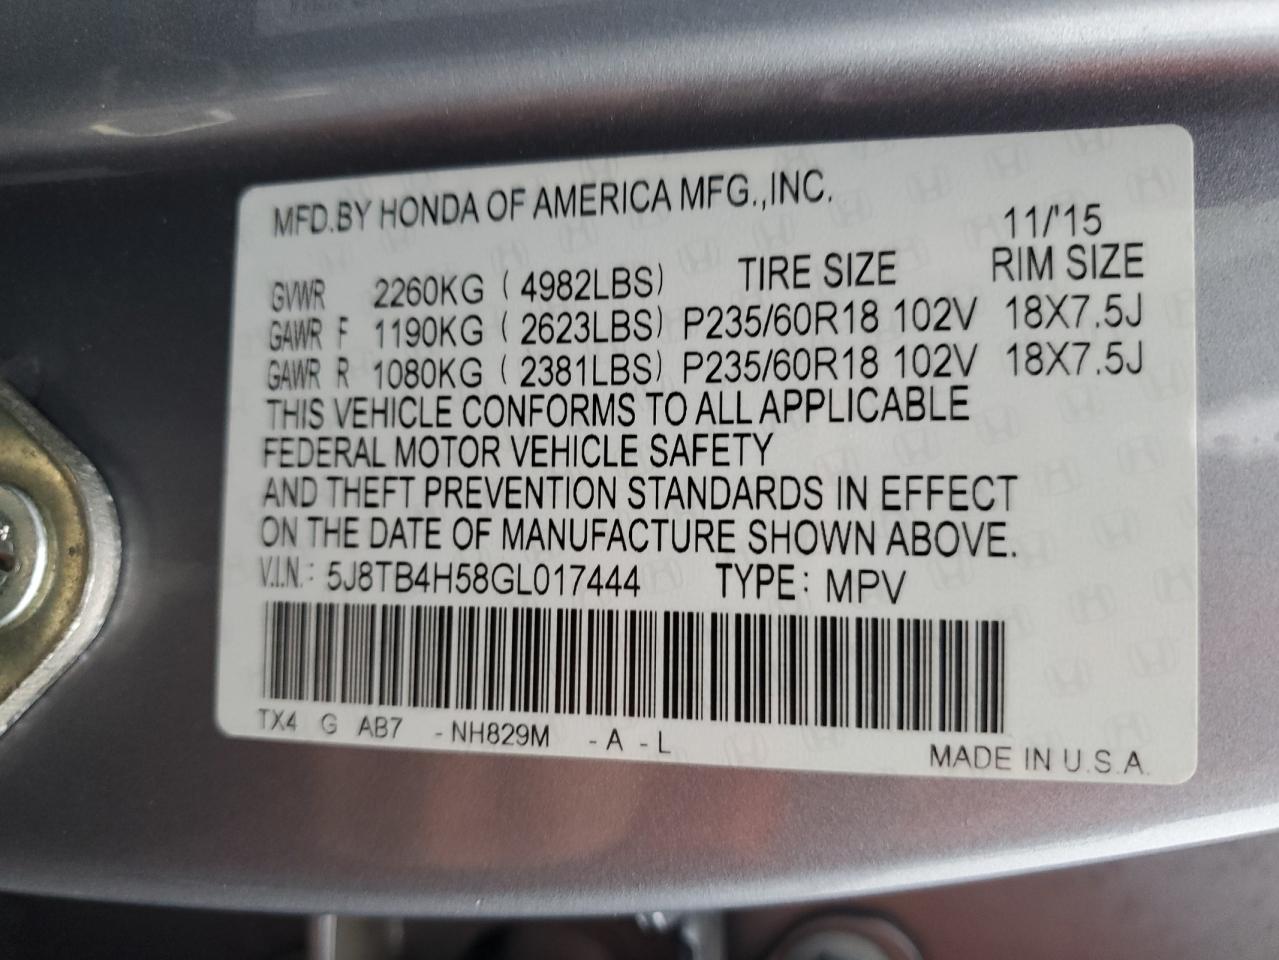 MFD.BY HONDA OF AMERICA MFG.,INC.
11/'15
GVWR 2260KG ( 4982LBS) TIRE SIZE RIM SIZE
GAWR F 1190KG ( 2623LBS) P235/60R18 102V 18X7.5J
GAWR R 1080KG ( 2381LBS) P235/60R18 102V 18X7.5J
THIS VEHICLE CONFORMS TO ALL APPLICABLE
FEDERAL MOTOR VEHICLE SAFETY
AND THEFT PREVENTION STANDARDS IN EFFECT
ON THE DATE OF MANUFACTURE SHOWN ABOVE.
V.I.N.: 5J8TB4H58GL017444 TYPE: MPV
TX4 G AB7 -NH829M -A -L
MADE IN U.S.A.